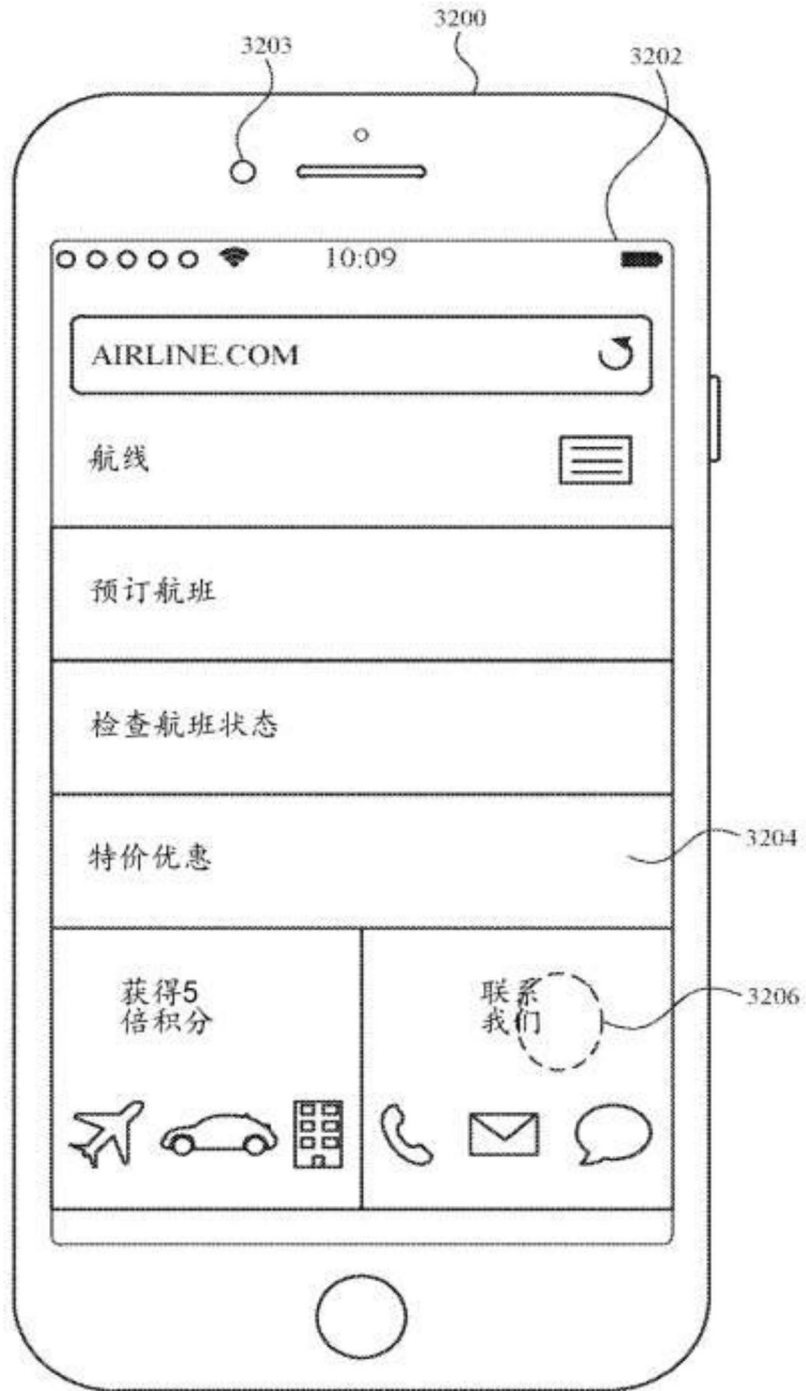 3200
3203
3202
10:09
AIRLINE.COM
航线
预订航班
检查航班状态
特价优惠
3204
获得5
倍积分
联系
我们
3206